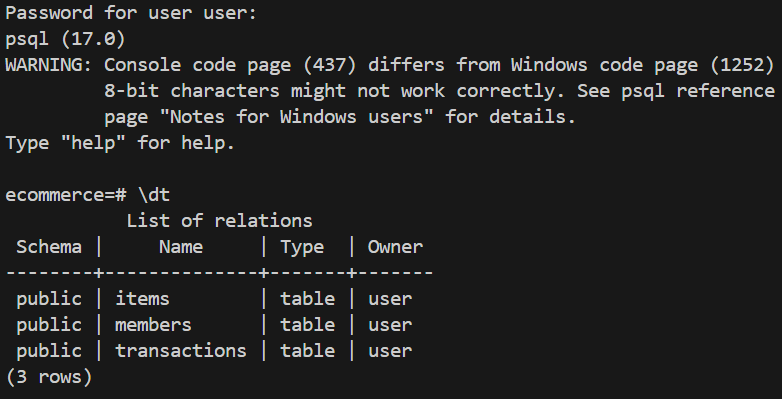 Password for user user:
psql (17.0)
WARNING: Console code page (437) differs from Windows code page (1252)
         8-bit characters might not work correctly. See psql reference
         page "Notes for Windows users" for details.
Type "help" for help.

ecommerce=# \dt
           List of relations
 Schema |     Name     | Type  | Owner
--------+--------------+-------+-------
 public | items        | table | user
 public | members      | table | user
 public | transactions | table | user
(3 rows)